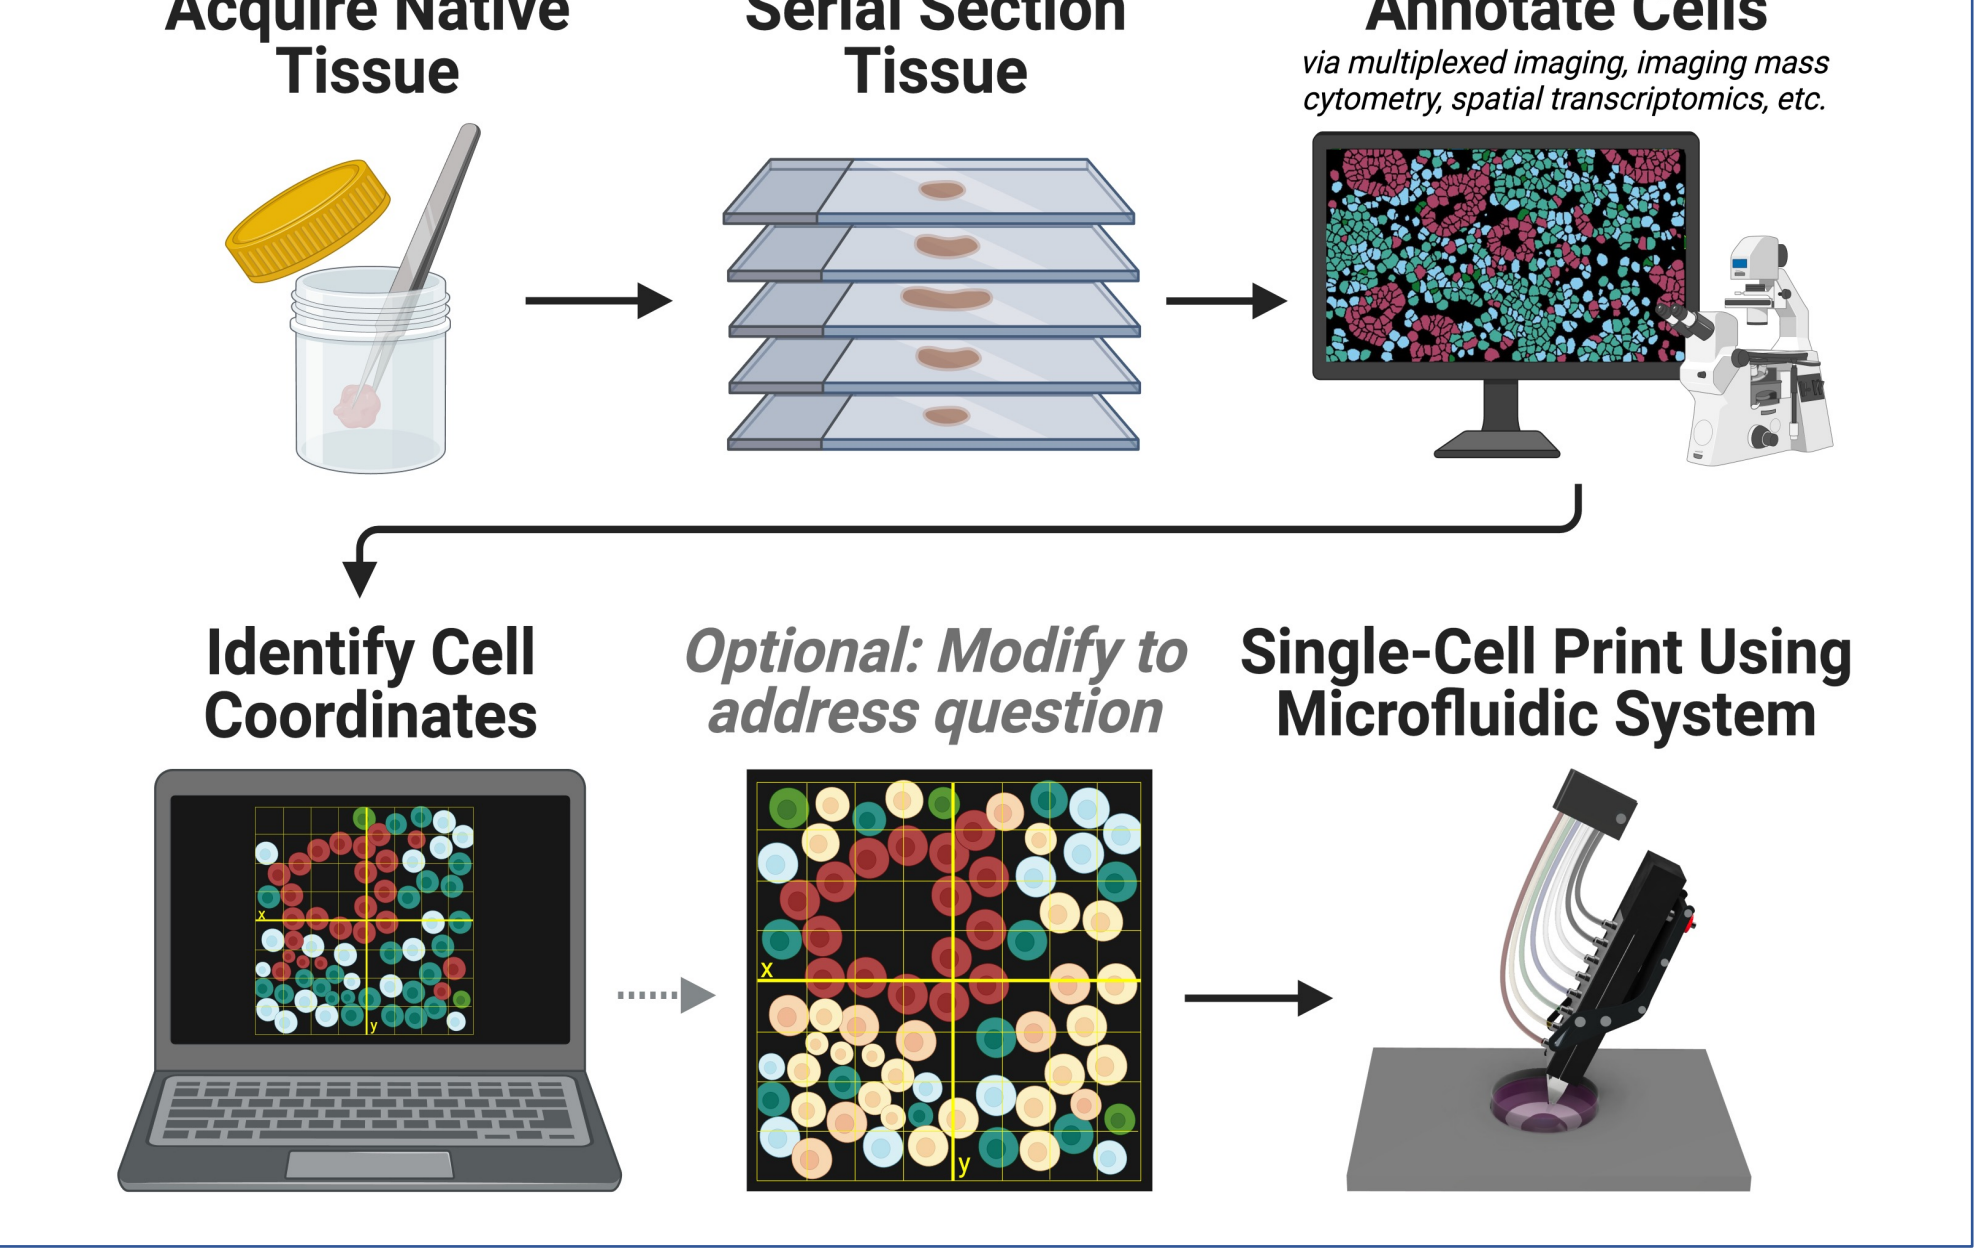 Acquire Native
Tissue
Serial Section
Tissue
Annotate Cells
via multiplexed imaging, imaging mass
cytometry, spatial transcriptomics, etc.
Identify Cell
Coordinates
Optional: Modify to
address question
Single-Cell Print Using
Microfluidic System
x
y
x
y